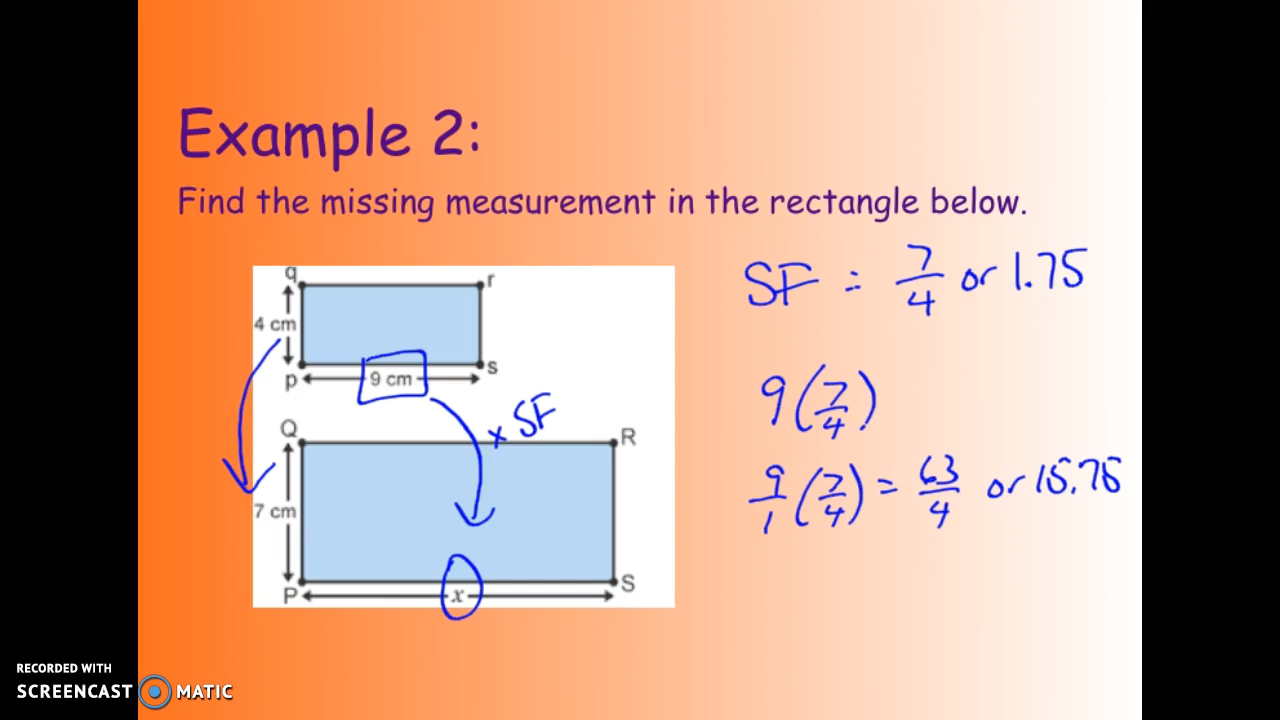 Example 2:
Find the missing measurement in the rectangle below.
q
r
4 cm
p
9 cm
s
x SF
Q
R
7 cm
P
x
S
SF = 7/4 or 1.75
9(7/4)
9/1 (7/4) = 63/4 or 15.75
RECORDED WITH
SCREENCAST MATIC